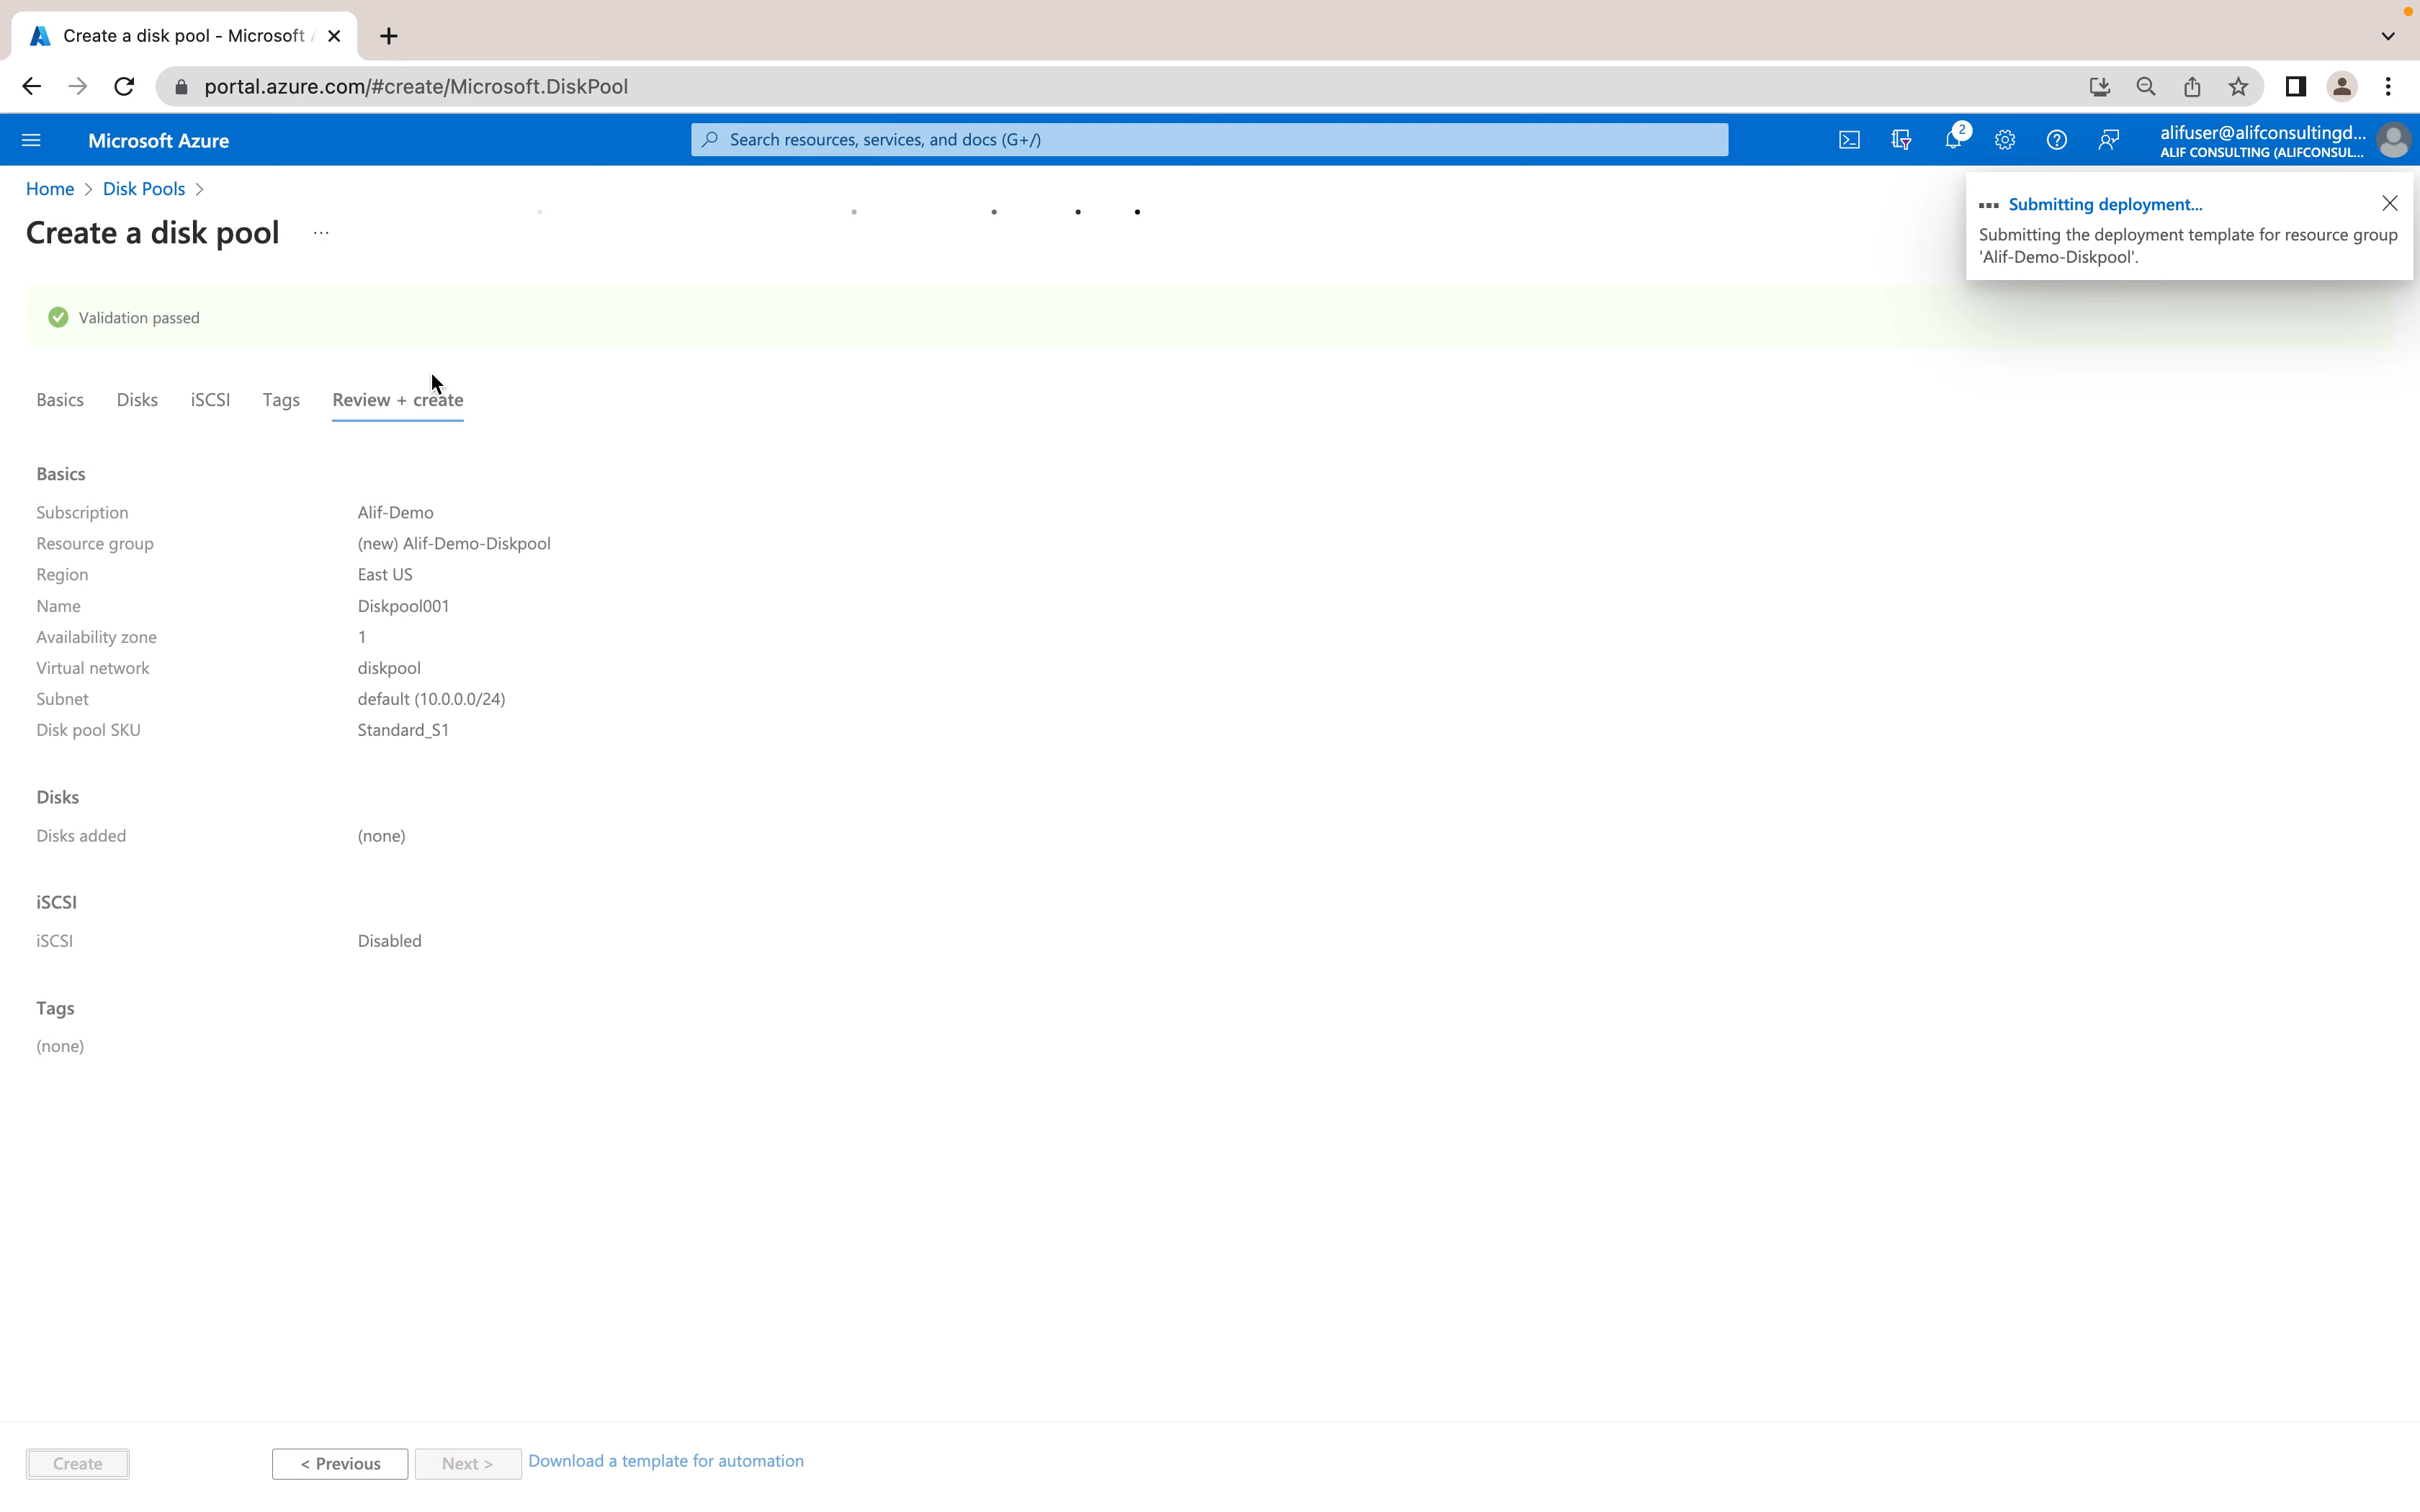 Create a disk pool - Microsoft
portal.azure.com/#create/Microsoft.DiskPool
Microsoft Azure
Search resources, services, and docs (G+/)
2
alifuser@alifconsultingd...
ALIF CONSULTING (ALIFCONSUL...
Home > Disk Pools >
Create a disk pool ...
Submitting deployment...
Submitting the deployment template for resource group
'Alif-Demo-Diskpool'.
Validation passed
Basics Disks iSCSI Tags Review + create
Basics
Subscription Alif-Demo
Resource group (new) Alif-Demo-Diskpool
Region East US
Name Diskpool001
Availability zone 1
Virtual network diskpool
Subnet default (10.0.0.0/24)
Disk pool SKU Standard_S1
Disks
Disks added (none)
iSCSI
iSCSI Disabled
Tags
(none)
Create < Previous Next > Download a template for automation